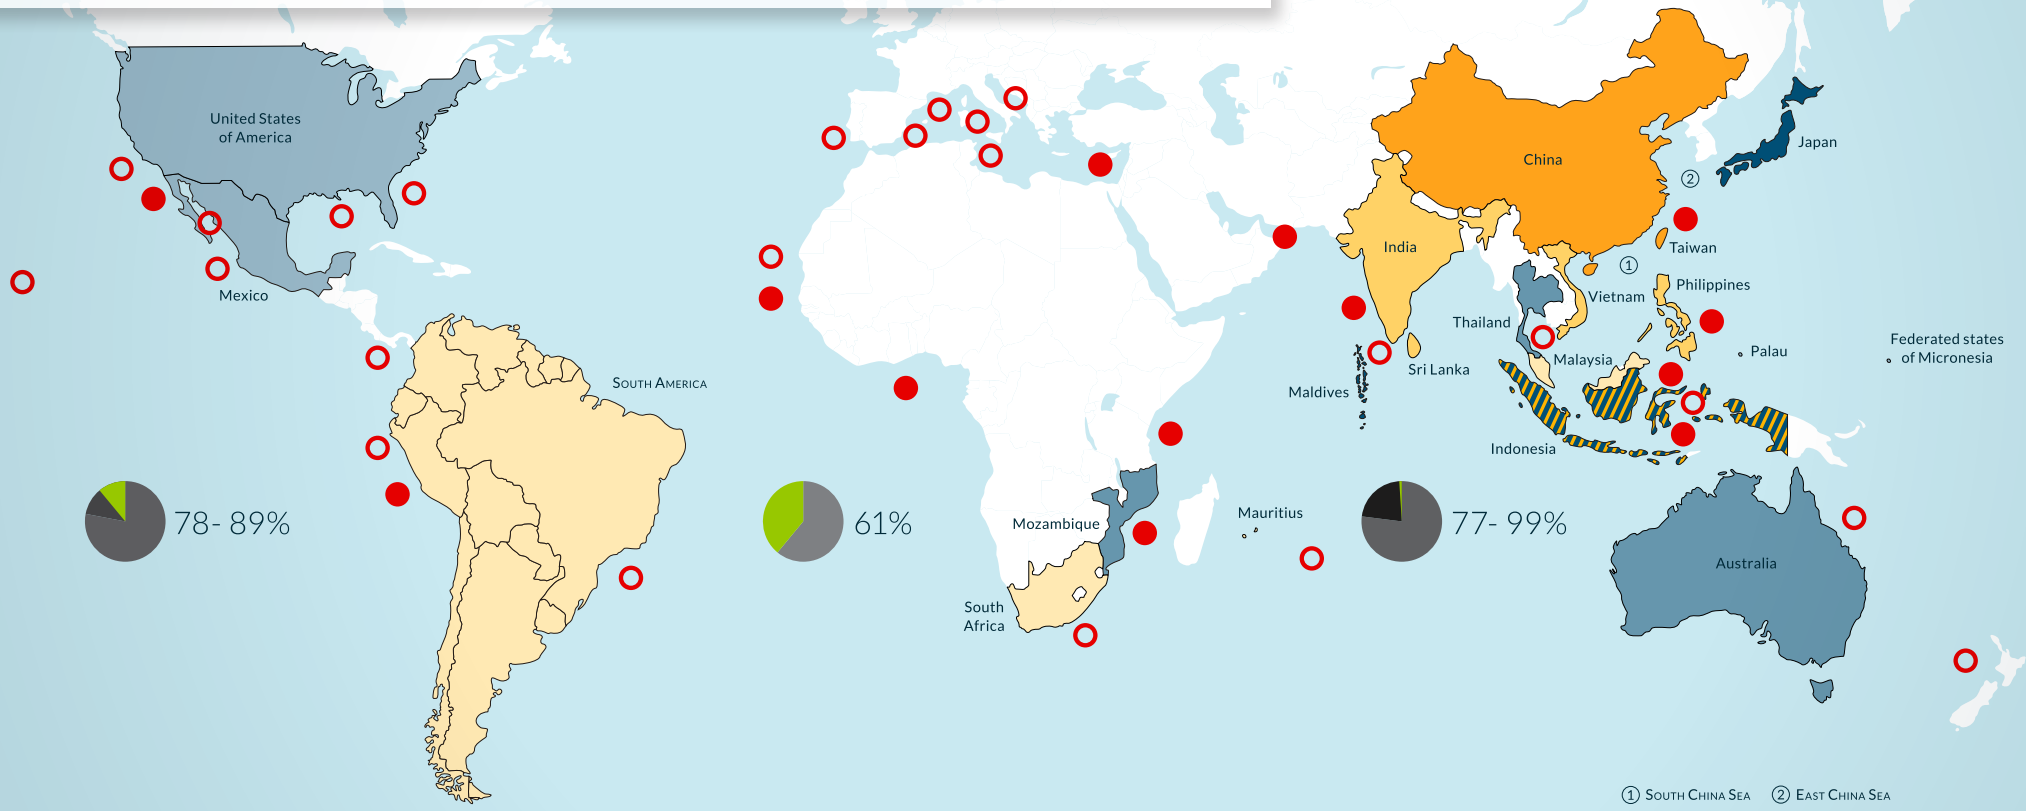 United States
of America
Mexico
South America
78- 89%
61%
Mozambique
South
Africa
Mauritius
77- 99%
China
Japan
2
India
Taiwan
1
Philippines
Vietnam
Thailand
Malaysia
Palau
Federated states
of Micronesia
Sri Lanka
Maldives
Indonesia
Australia
1 South China Sea 2 East China Sea